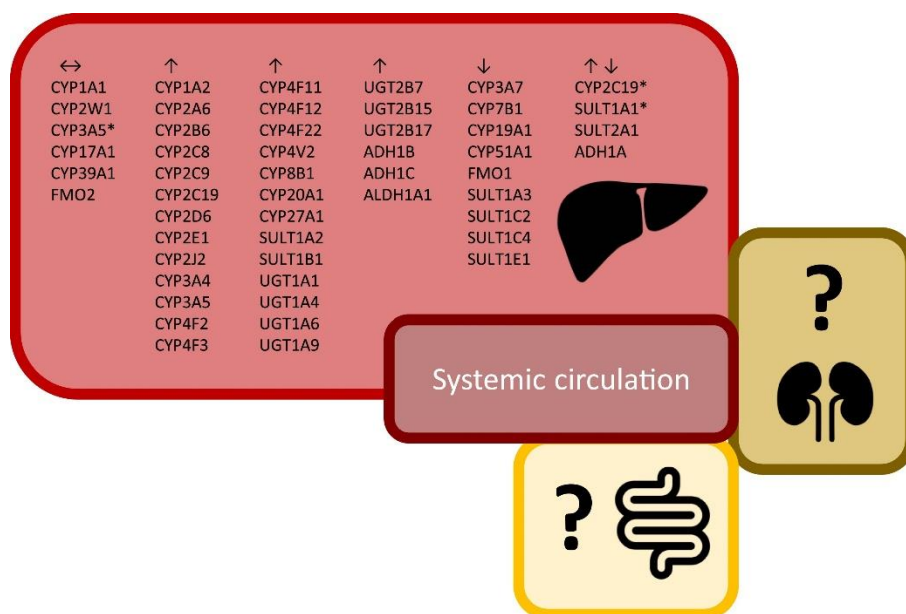 ↔
CYP1A1
CYP2W1
CYP3A5*
CYP17A1
CYP39A1
FMO2
↑
CYP1A2
CYP2A6
CYP2B6
CYP2C8
CYP2C9
CYP2C19
CYP2D6
CYP2E1
CYP2J2
CYP3A4
CYP3A5
CYP4F2
CYP4F3
↑
CYP4F11
CYP4F12
CYP4F22
CYP4V2
CYP8B1
CYP20A1
CYP27A1
SULT1A2
SULT1B1
UGT1A1
UGT1A4
UGT1A6
UGT1A9
↑
UGT2B7
UGT2B15
UGT2B17
ADH1B
ADH1C
ALDH1A1
↓
CYP3A7
CYP7B1
CYP19A1
CYP51A1
FMO1
SULT1A3
SULT1C2
SULT1C4
SULT1E1
↑ ↓
CYP2C19*
SULT1A1*
SULT2A1
ADH1A
?
Systemic circulation
?